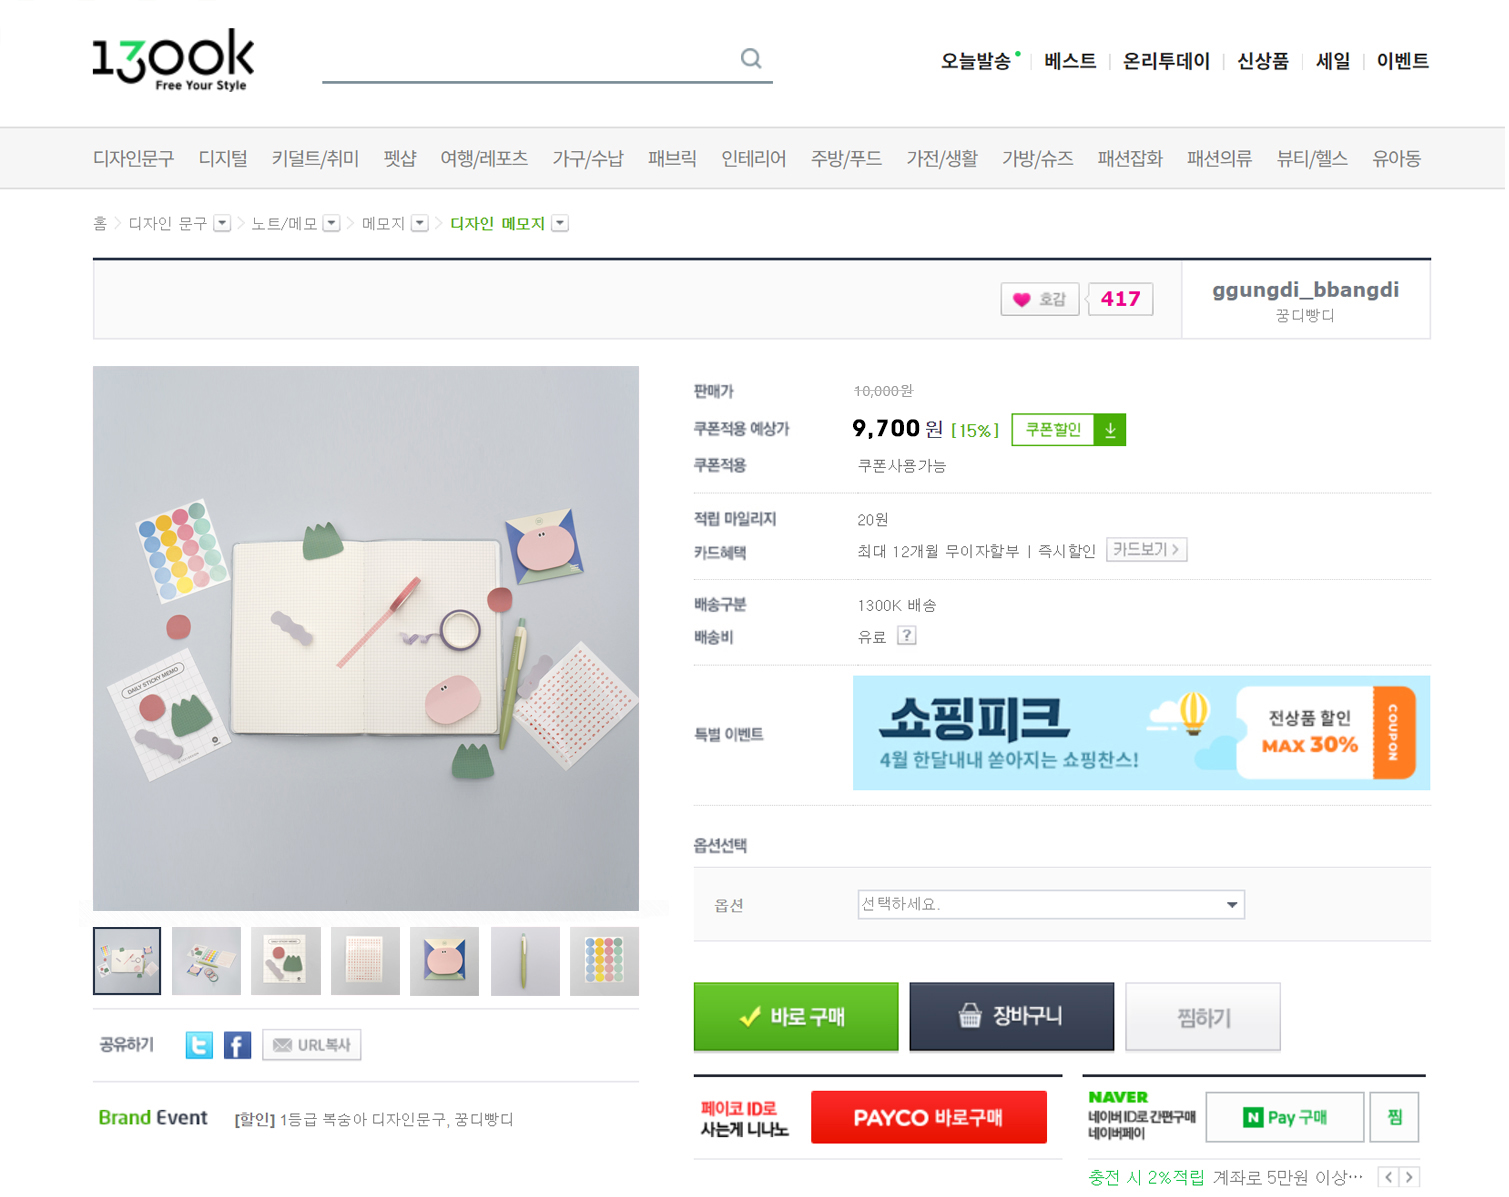 1300k
Free Your Style
오늘발송 베스트 온리투데이 신상품 세일 이벤트
디자인문구 디지털 키덜트/취미 펫샵 여행/레포츠 가구/수납 패브릭 인테리어 주방/푸드 가전/생활 가방/슈즈 패션잡화 패션의류 뷰티/헬스 유아동
홈 디자인 문구 노트/메모 메모지 디자인 메모지
호감 417
ggungdi_bbangdi
꿍디빵디
판매가 10,000원
쿠폰적용 예상가 9,700 원 [15%] 쿠폰할인
쿠폰적용 쿠폰사용가능
적립 마일리지 20원
카드혜택 최대 12개월 무이자할부 | 즉시할인 카드보기 >
배송구분 1300K 배송
배송비 유료 ?
특별 이벤트
쇼핑피크
4월 한달내내 쏟아지는 쇼핑찬스!
전상품 할인
MAX 30%
COUPON
DAILY STICKY MEMO
옵션선택
옵션 선택하세요.
바로 구매 장바구니 찜하기
공유하기 URL복사
Brand Event [할인] 1등급 복숭아 디자인문구, 꿍디빵디
페이코 ID로
사는게 니나노
PAYCO 바로구매
NAVER
네이버 ID로 간편구매
네이버페이
N Pay 구매 찜
충전 시 2%적립 계좌로 5만원 이상…